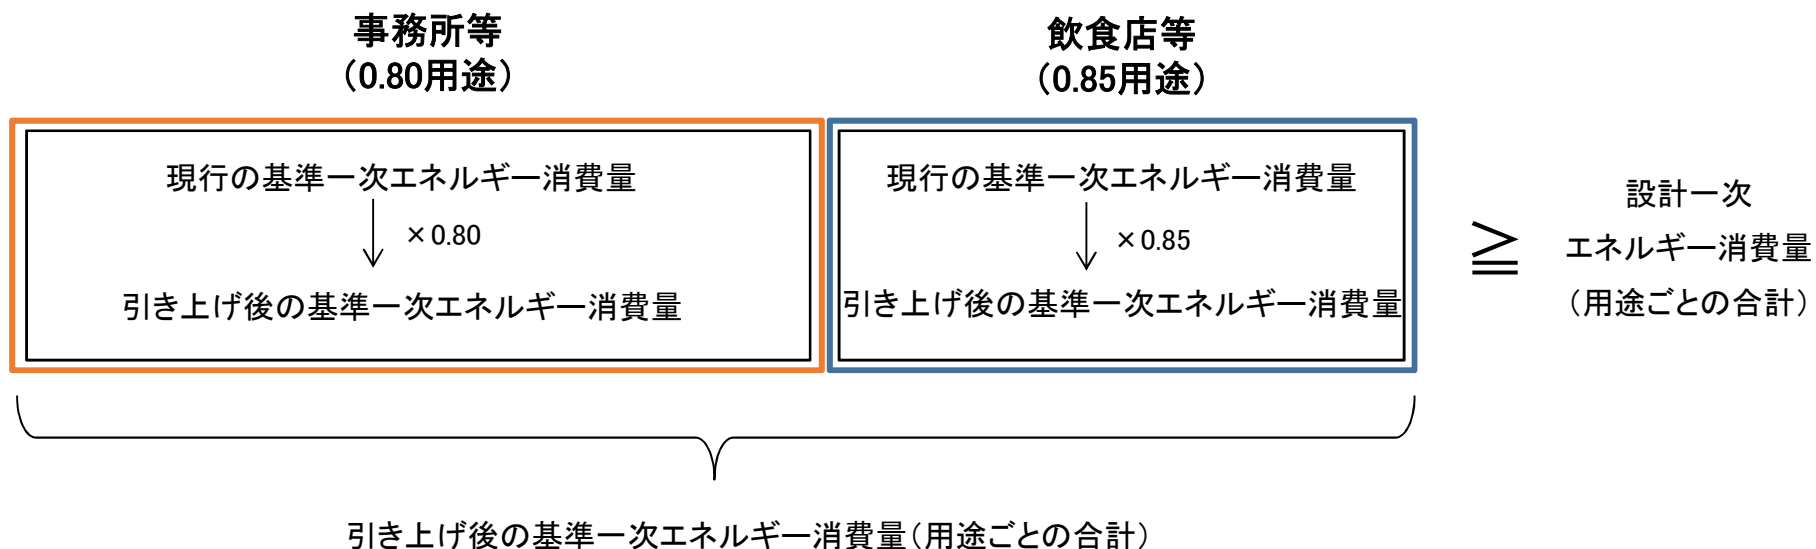 事務所等
（0.80用途）
飲食店等
（0.85用途）
現行の基準一次エネルギー消費量
×0.80
引き上げ後の基準一次エネルギー消費量
現行の基準一次エネルギー消費量
×0.85
引き上げ後の基準一次エネルギー消費量
≧
設計一次
エネルギー消費量
（用途ごとの合計）
引き上げ後の基準一次エネルギー消費量（用途ごとの合計）